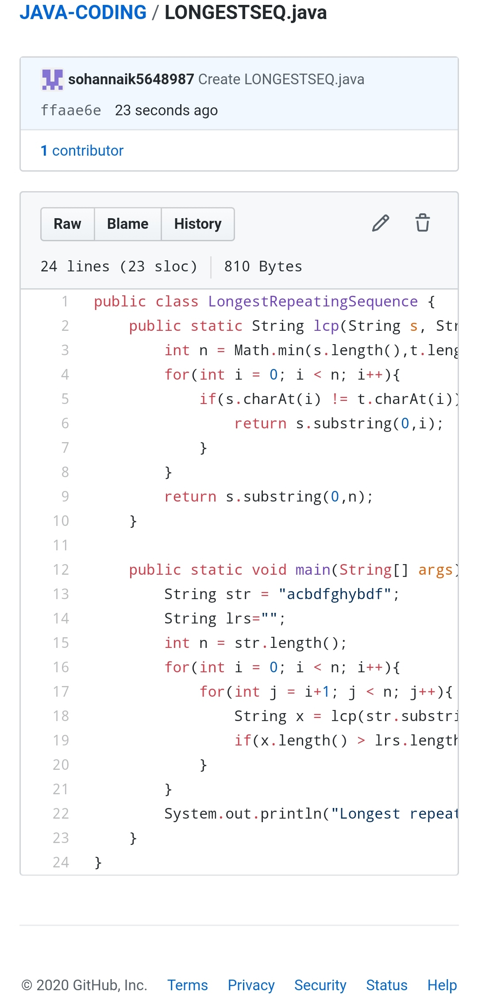 JAVA-CODING / LONGESTSEQ.java
sohannaik5648987 Create LONGESTSEQ.java
ffaae6e 23 seconds ago
1 contributor
Raw Blame History
24 lines (23 sloc) 810 Bytes
1 public class LongestRepeatingSequence {
2 public static String lcp(String s, Str
3 int n = Math.min(s.length(),t.leng
4 for(int i = 0; i < n; i++){
5 if(s.charAt(i) != t.charAt(i))
6 return s.substring(0,i);
7 }
8 }
9 return s.substring(0,n);
10 }
11
12 public static void main(String[] args)
13 String str = "acbdfghybdf";
14 String lrs="";
15 int n = str.length();
16 for(int i = 0; i < n; i++){
17 for(int j = i+1; j < n; j++){
18 String x = lcp(str.substri
19 if(x.length() > lrs.length
20 }
21 }
22 System.out.println("Longest repeat
23 }
24 }
© 2020 GitHub, Inc. Terms Privacy Security Status Help